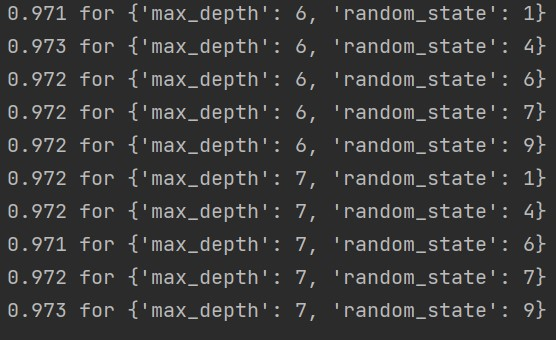 0.971 for {'max_depth': 6, 'random_state': 1}
0.973 for {'max_depth': 6, 'random_state': 4}
0.972 for {'max_depth': 6, 'random_state': 6}
0.972 for {'max_depth': 6, 'random_state': 7}
0.972 for {'max_depth': 6, 'random_state': 9}
0.972 for {'max_depth': 7, 'random_state': 1}
0.972 for {'max_depth': 7, 'random_state': 4}
0.971 for {'max_depth': 7, 'random_state': 6}
0.972 for {'max_depth': 7, 'random_state': 7}
0.973 for {'max_depth': 7, 'random_state': 9}